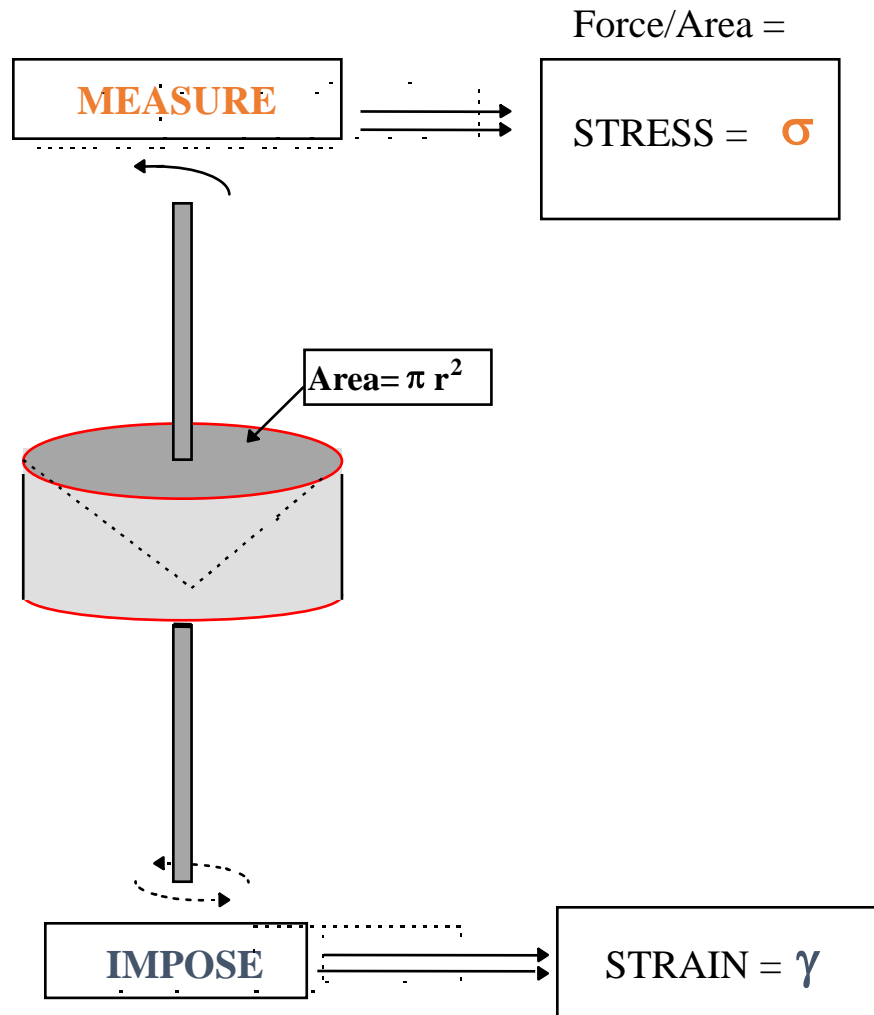 Force/Area =
MEASURE
STRESS = σ
Area= π r²
IMPOSE
STRAIN = γ